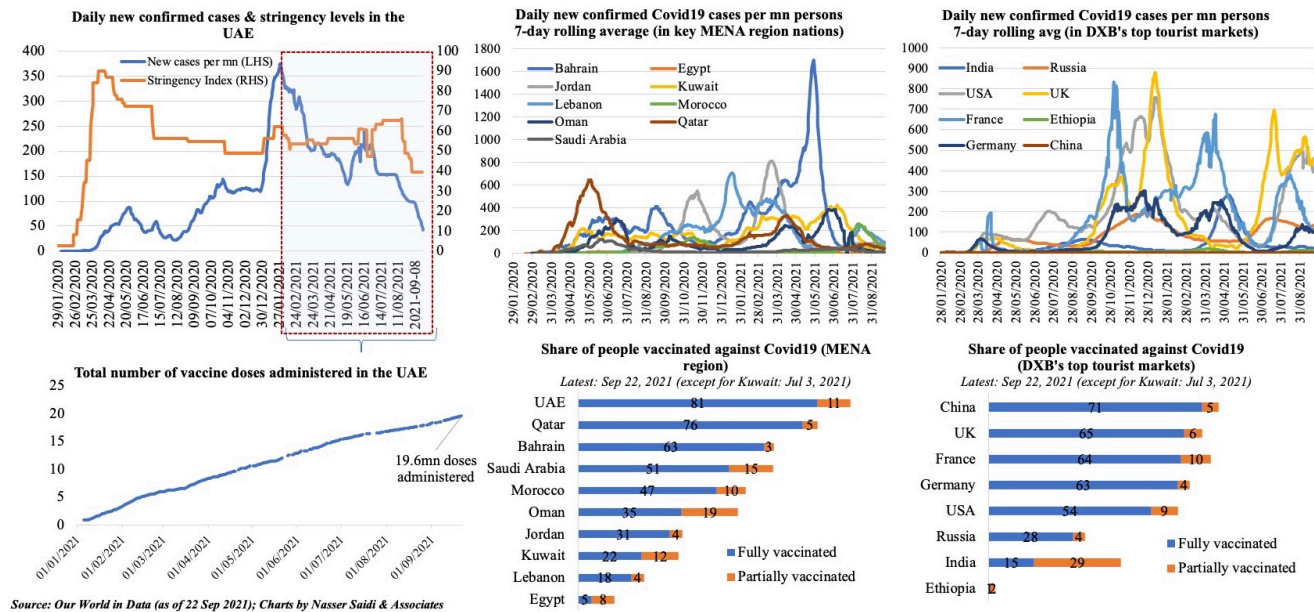 Daily new confirmed cases & stringency levels in the
UAE
400
350
300
250
200
150
100
50
0
100
90
80
70
60
50
40
30
20
10
0
New cases per mn (LHS)
Stringency Index (RHS)
29/01/2020
26/02/2020
25/03/2020
22/04/2020
20/05/2020
17/06/2020
15/07/2020
12/08/2020
09/09/2020
07/10/2020
04/11/2020
02/12/2020
30/12/2020
27/01/2021
24/02/2021
24/03/2021
21/04/2021
19/05/2021
16/06/2021
14/07/2021
11/08/2021
2021-09-08
Daily new confirmed Covid19 cases per mn persons
7-day rolling average (in key MENA region nations)
1800
1600
1400
1200
1000
800
600
400
200
0
Bahrain
Egypt
Jordan
Kuwait
Lebanon
Morocco
Oman
Qatar
Saudi Arabia
29/01/2020
29/02/2020
31/03/2020
30/04/2020
31/05/2020
30/06/2020
31/07/2020
31/08/2020
30/09/2020
31/10/2020
30/11/2020
31/12/2020
31/01/2021
28/02/2021
31/03/2021
30/04/2021
31/05/2021
30/06/2021
31/07/2021
31/08/2021
Daily new confirmed Covid19 cases per mn persons
7-day rolling avg (in DXB's top tourist markets)
1000
900
800
700
600
500
400
300
200
100
0
India
Russia
USA
UK
France
Ethiopia
Germany
China
28/01/2020
28/02/2020
28/03/2020
28/04/2020
28/05/2020
28/06/2020
28/07/2020
28/08/2020
28/09/2020
28/10/2020
28/11/2020
28/12/2020
31/01/2021
28/02/2021
31/03/2021
30/04/2021
31/05/2021
30/06/2021
31/07/2021
31/08/2021
Total number of vaccine doses administered in the UAE
25
20
15
10
5
0
19.6mn doses
administered
01/01/2021
01/02/2021
01/03/2021
01/04/2021
01/05/2021
01/06/2021
01/07/2021
01/08/2021
01/09/2021
Share of people vaccinated against Covid19 (MENA
region)
Latest: Sep 22, 2021 (except for Kuwait: Jul 3, 2021)
UAE 81 11
Qatar 76 5
Bahrain 63 3
Saudi Arabia 51 15
Morocco 47 10
Oman 35 19
Jordan 31 4
Kuwait 22 12
Lebanon 18 4
Egypt 5 8
Fully vaccinated
Partially vaccinated
Share of people vaccinated against Covid19
(DXB's top tourist markets)
Latest: Sep 22, 2021 (except for Kuwait: Jul 3, 2021)
China 71 5
UK 65 6
France 64 10
Germany 63 4
USA 54 9
Russia 28 4
India 15 29
Ethiopia 2
Fully vaccinated
Partially vaccinated
Source: Our World in Data (as of 22 Sep 2021); Charts by Nasser Saidi & Associates